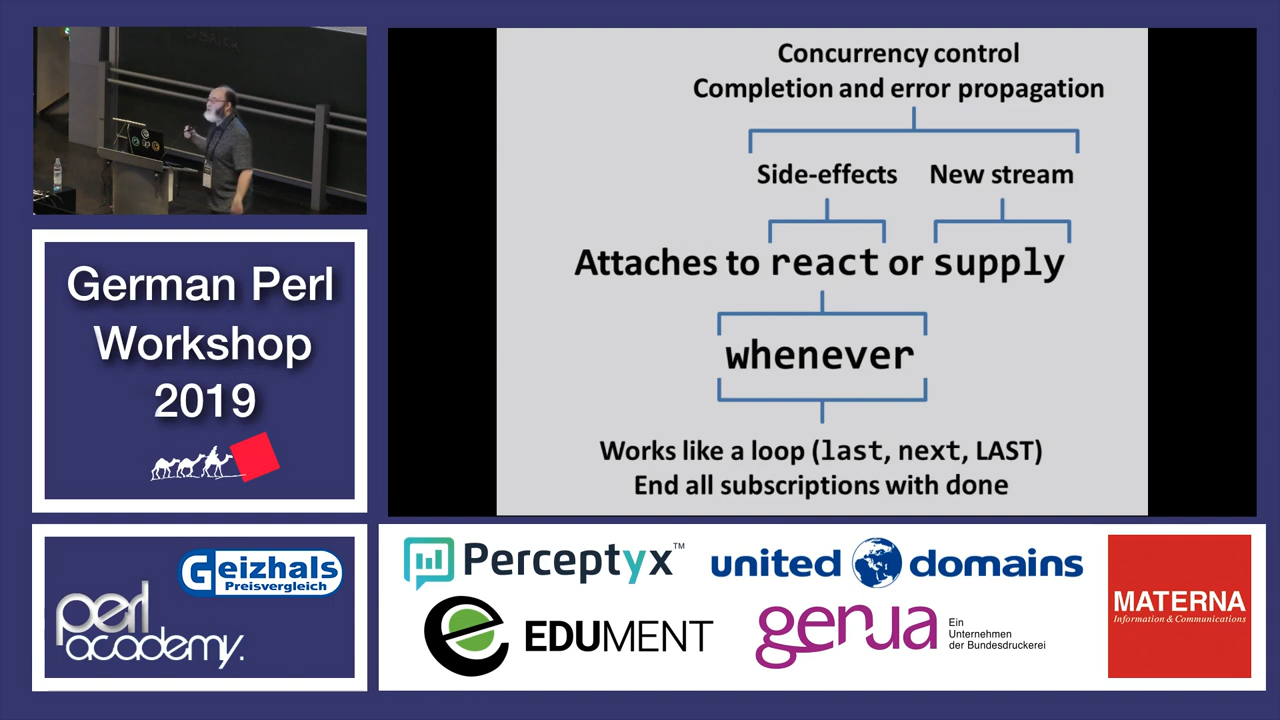 Concurrency control
Completion and error propagation
Side-effects New stream
Attaches to react or supply
whenever
Works like a loop (last, next, LAST)
End all subscriptions with done
German Perl
Workshop
2019
Geizhals
Preisvergleich
perl
academy.
Perceptyx™
united domains
EDUMENT
genua
Ein
Unternehmen
der Bundesdruckerei
MATERNA
Information & Communications